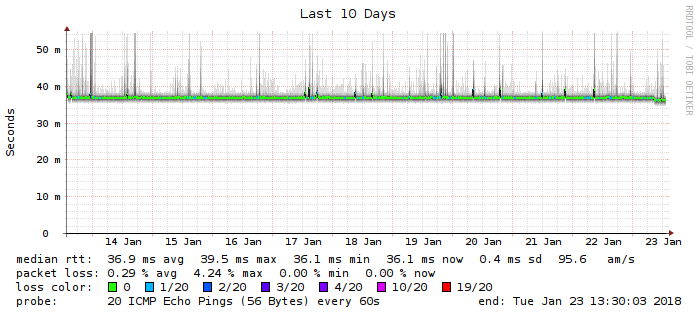 Last 10 Days
RRDTOOL / TOBI OETIKER
Seconds
50 m
40 m
30 m
20 m
10 m
0
14 Jan 15 Jan 16 Jan 17 Jan 18 Jan 19 Jan 20 Jan 21 Jan 22 Jan 23 Jan
median rtt: 36.9 ms avg 39.5 ms max 36.1 ms min 36.1 ms now 0.4 ms sd 95.6 am/s
packet loss: 0.29 % avg 4.24 % max 0.00 % min 0.00 % now
loss color: 0 1/20 2/20 3/20 4/20 10/20 19/20
probe: 20 ICMP Echo Pings (56 Bytes) every 60s end: Tue Jan 23 13:30:03 2018